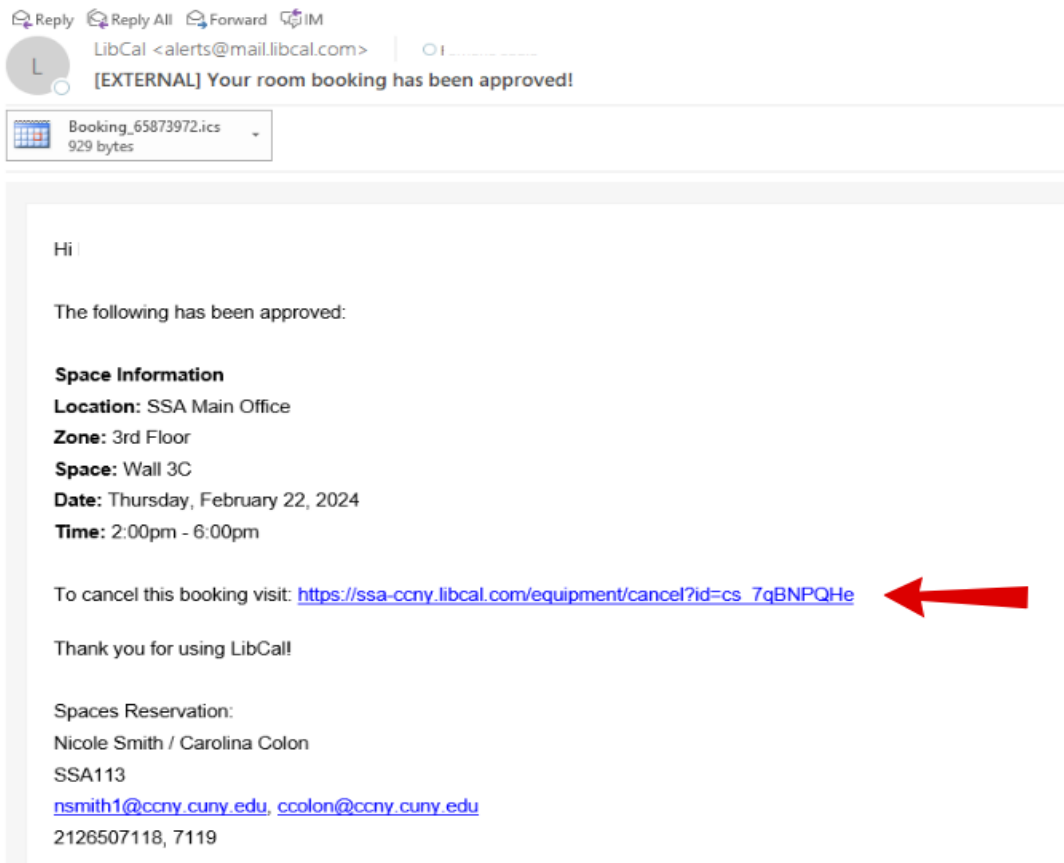 Reply Reply All Forward IM
L
LibCal <alerts@mail.libcal.com>
[EXTERNAL] Your room booking has been approved!
Booking_65873972.ics
929 bytes
Hi
The following has been approved:
Space Information
Location: SSA Main Office
Zone: 3rd Floor
Space: Wall 3C
Date: Thursday, February 22, 2024
Time: 2:00pm - 6:00pm
To cancel this booking visit: https://ssa-ccny.libcal.com/equipment/cancel?id=cs_7qBNPQHe
Thank you for using LibCal!
Spaces Reservation:
Nicole Smith / Carolina Colon
SSA113
nsmith1@ccny.cuny.edu, ccolon@ccny.cuny.edu
2126507118, 7119